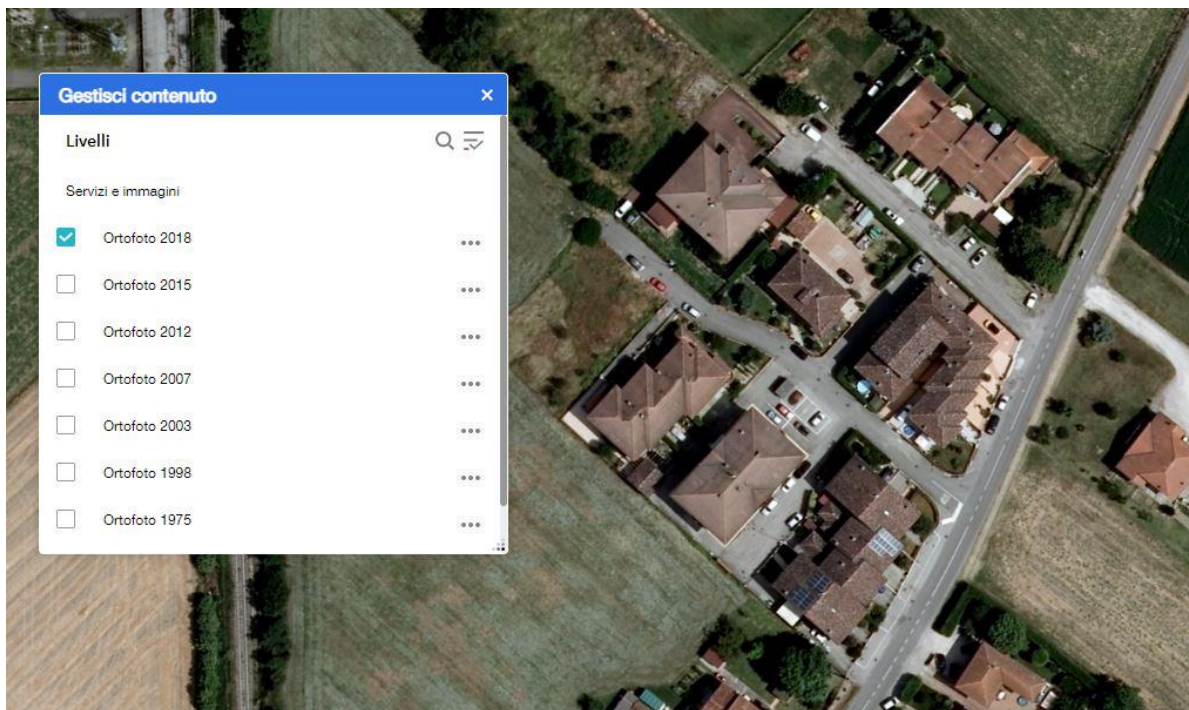 Gestisci contenuto
Livelli
Servizi e immagini
Ortofoto 2018
Ortofoto 2015
Ortofoto 2012
Ortofoto 2007
Ortofoto 2003
Ortofoto 1998
Ortofoto 1975